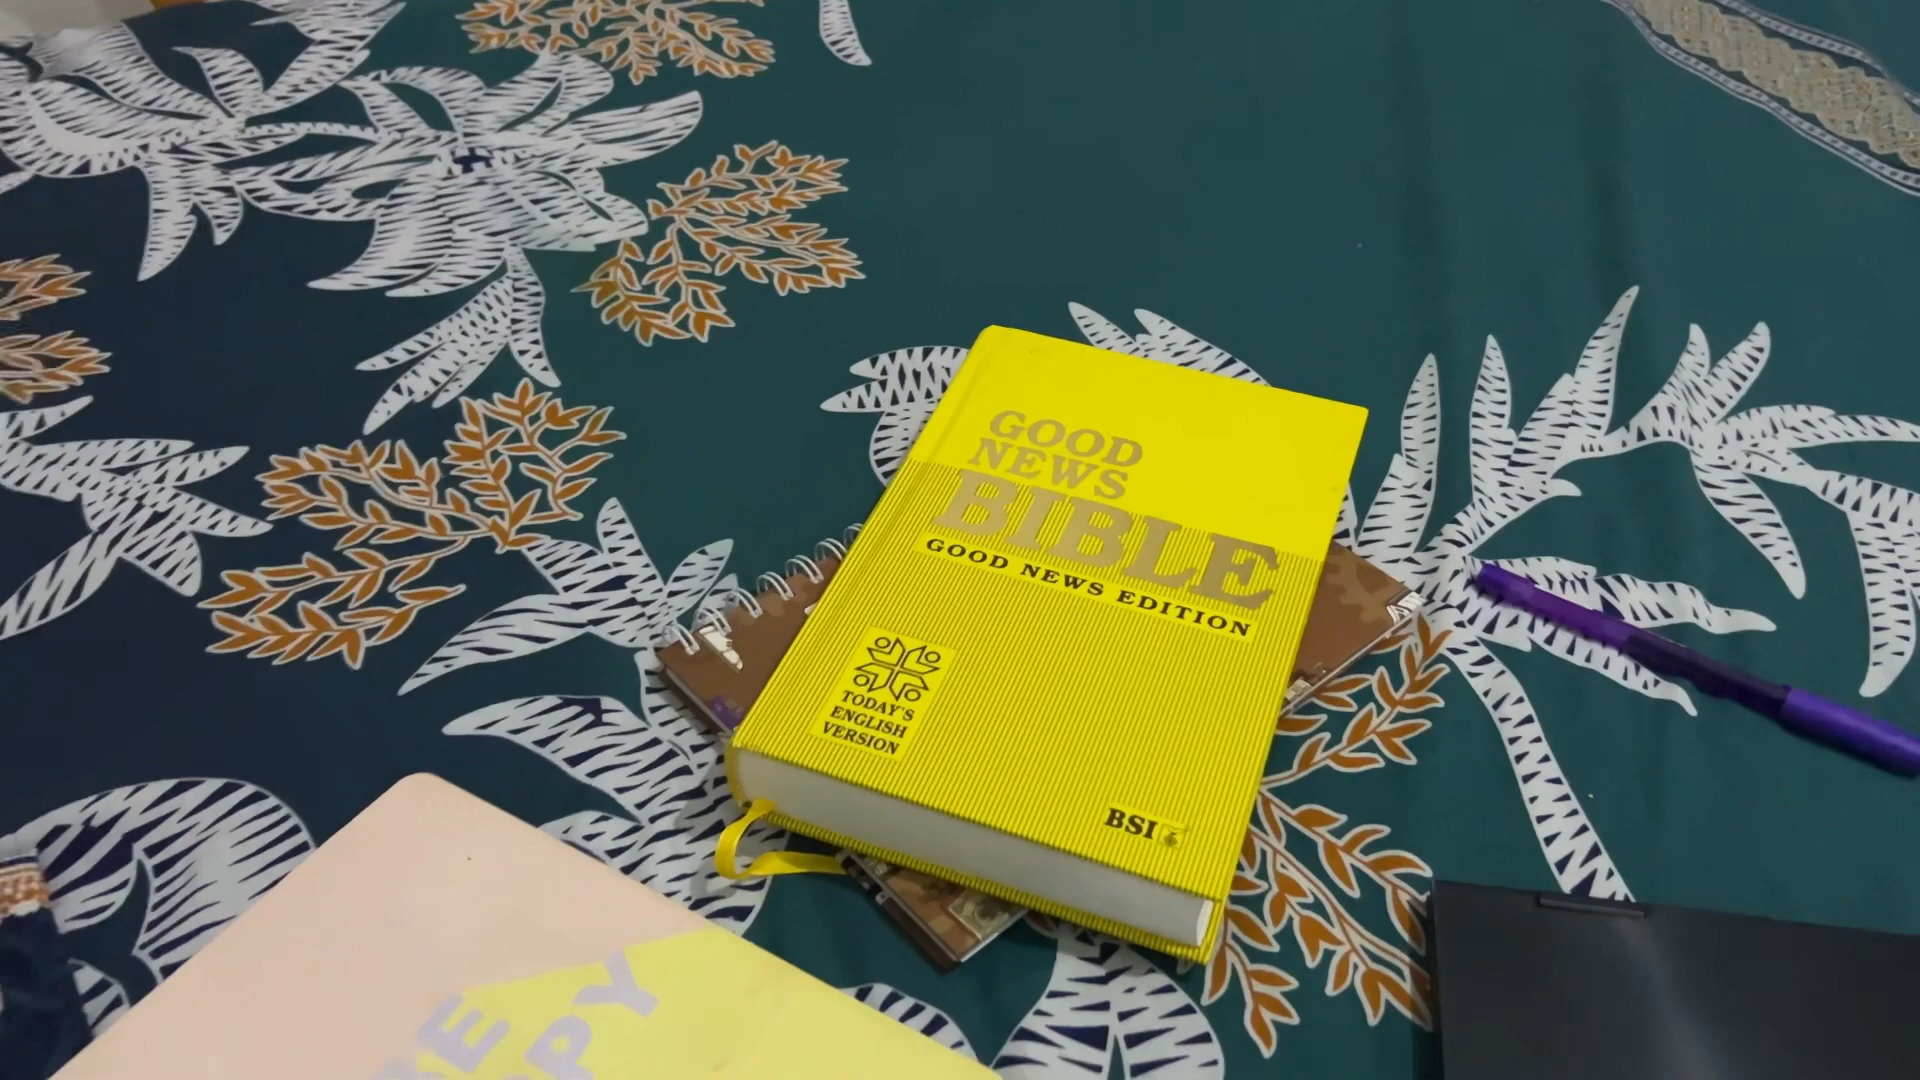 GOOD
NEWS
BIBLE
GOOD NEWS EDITION
TODAY'S
ENGLISH
VERSION
BSI